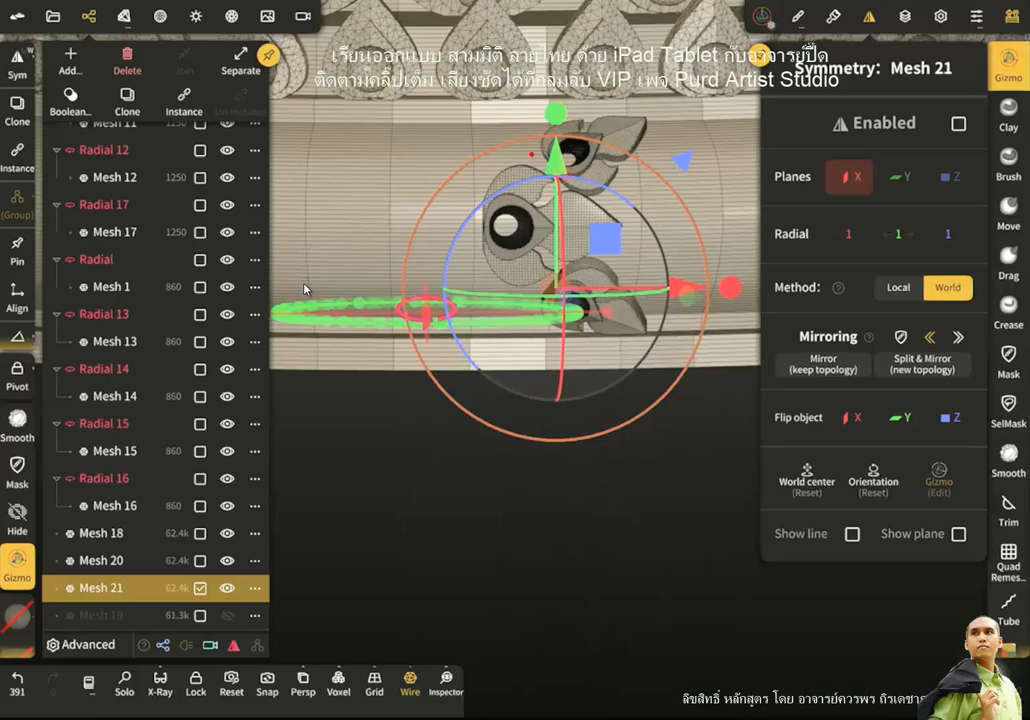 เรียนออกแบบ สามมิติ ลายไทย ด้วย iPad Tablet กับอาจารย์ปิ๊ด
ติดตามคลิปเต็ม เสียงชัด ได้ที่กลุ่มลับ VIP เพจ Purd Artist Studio
Sym
Clone
Instance
(Group)
Pin
Align
Pivot
Smooth
Mask
Hide
Gizmo
Add...
Delete
Join
Separate
Boolean...
Clone
Instance
Un-instance
Mesh 11 1250
Radial 12
Mesh 12 1250
Radial 17
Mesh 17 1250
Radial
Mesh 1 860
Radial 13
Mesh 13 860
Radial 14
Mesh 14 860
Radial 15
Mesh 15 860
Radial 16
Mesh 16 860
Mesh 18 62.4k
Mesh 20 62.4k
Mesh 21 62.4k
Mesh 19 61.3k
Advanced
391
0
...
Solo
X-Ray
Lock
Reset
Snap
Persp
Voxel
Grid
Wire
Inspector
Symmetry: Mesh 21
Enabled
Planes X Y Z
Radial 1 1 1
Method: Local World
Mirroring
Mirror
(keep topology)
Split & Mirror
(new topology)
Flip object X Y Z
World center
(Reset)
Orientation
(Reset)
Gizmo
(Edit)
Show line
Show plane
Gizmo
Clay
Brush
Move
Drag
Crease
Mask
SelMask
Smooth
Trim
Quad
Remes...
Tube
ลิขสิทธิ์ หลักสูตร โดย อาจารย์ควรพร ถิรเดชา